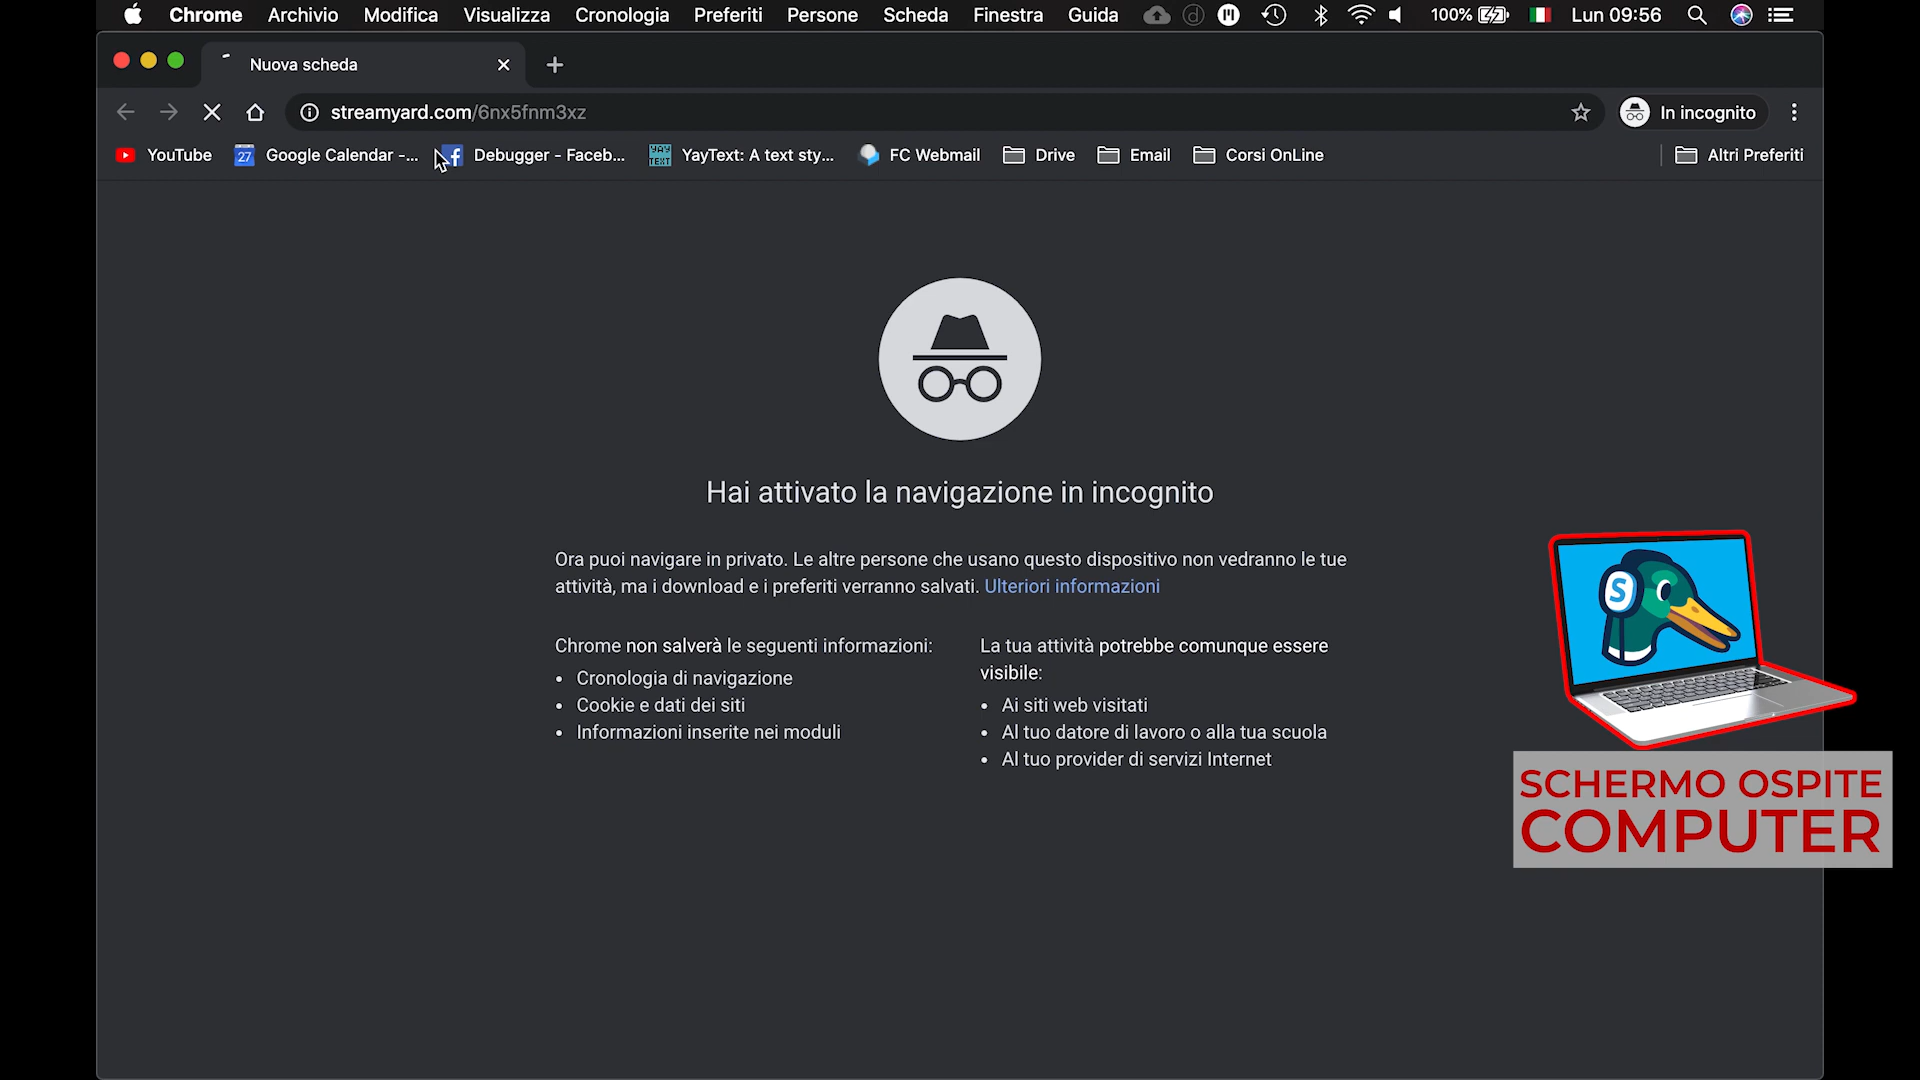 Chrome Archivio Modifica Visualizza Cronologia Preferiti Persone Scheda Finestra Guida 100% Lun 09:56
Nuova scheda
streamyard.com/6nx5fnm3xz In incognito
YouTube 27 Google Calendar -... Debugger - Faceb... YAY TEXT YayText: A text sty... FC Webmail Drive Email Corsi OnLine Altri Preferiti
Hai attivato la navigazione in incognito
Ora puoi navigare in privato. Le altre persone che usano questo dispositivo non vedranno le tue
attività, ma i download e i preferiti verranno salvati. Ulteriori informazioni
Chrome non salverà le seguenti informazioni:
• Cronologia di navigazione
• Cookie e dati dei siti
• Informazioni inserite nei moduli
La tua attività potrebbe comunque essere
visibile:
• Ai siti web visitati
• Al tuo datore di lavoro o alla tua scuola
• Al tuo provider di servizi Internet
S
SCHERMO OSPITE
COMPUTER